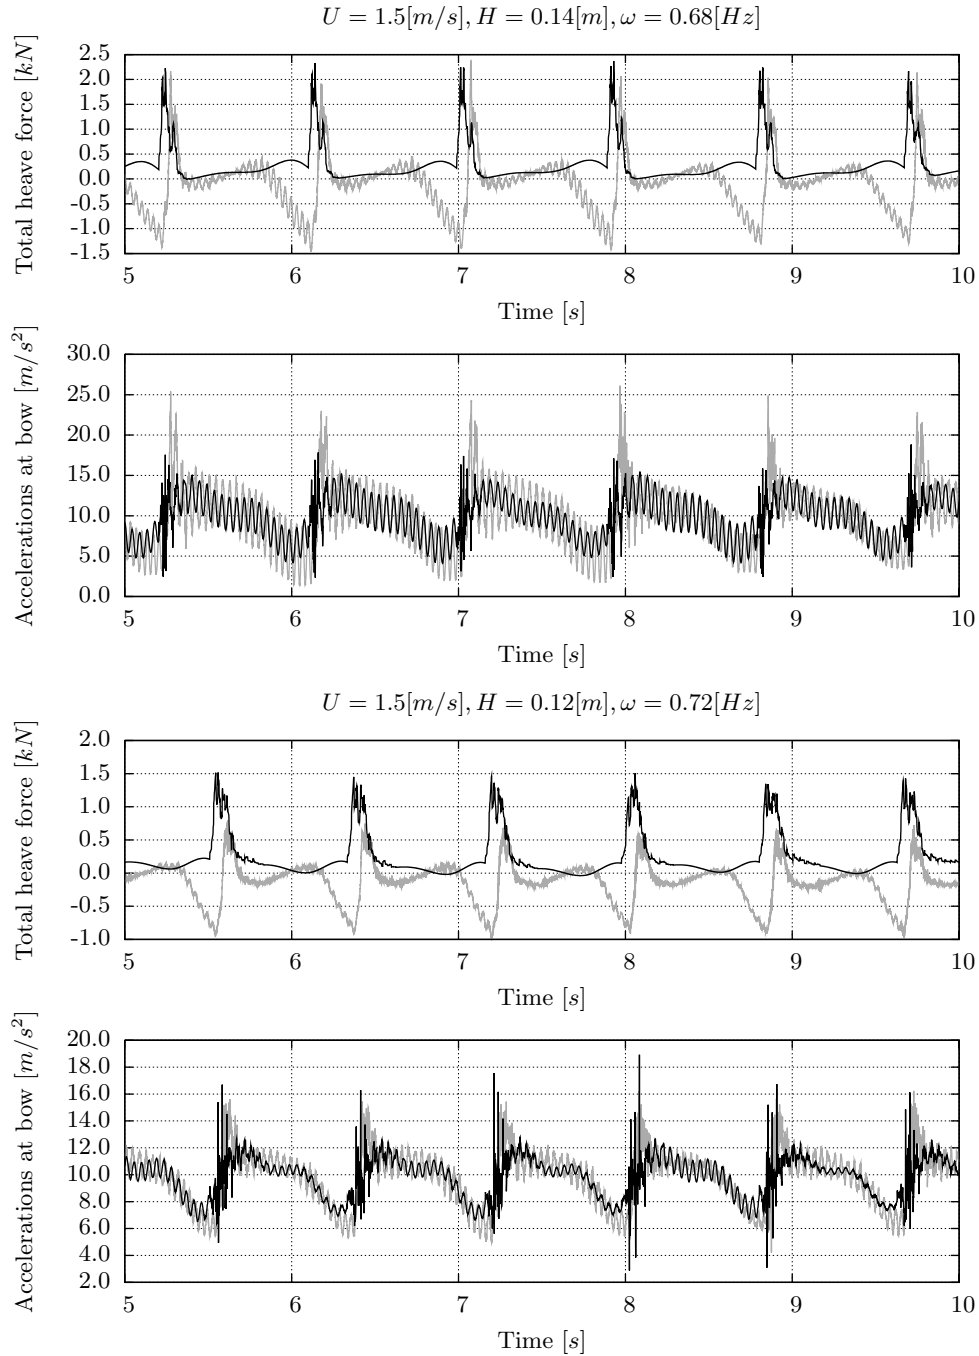 U = 1.5[m/s], H = 0.14[m], ω = 0.68[Hz]
Total heave force [kN]
2.5
2.0
1.5
1.0
0.5
0.0
-0.5
-1.0
-1.5
5 6 7 8 9 10
Time [s]
Accelerations at bow [m/s²]
30.0
25.0
20.0
15.0
10.0
5.0
0.0
5 6 7 8 9 10
Time [s]
U = 1.5[m/s], H = 0.12[m], ω = 0.72[Hz]
Total heave force [kN]
2.0
1.5
1.0
0.5
0.0
-0.5
-1.0
5 6 7 8 9 10
Time [s]
Accelerations at bow [m/s²]
20.0
18.0
16.0
14.0
12.0
10.0
8.0
6.0
4.0
2.0
5 6 7 8 9 10
Time [s]